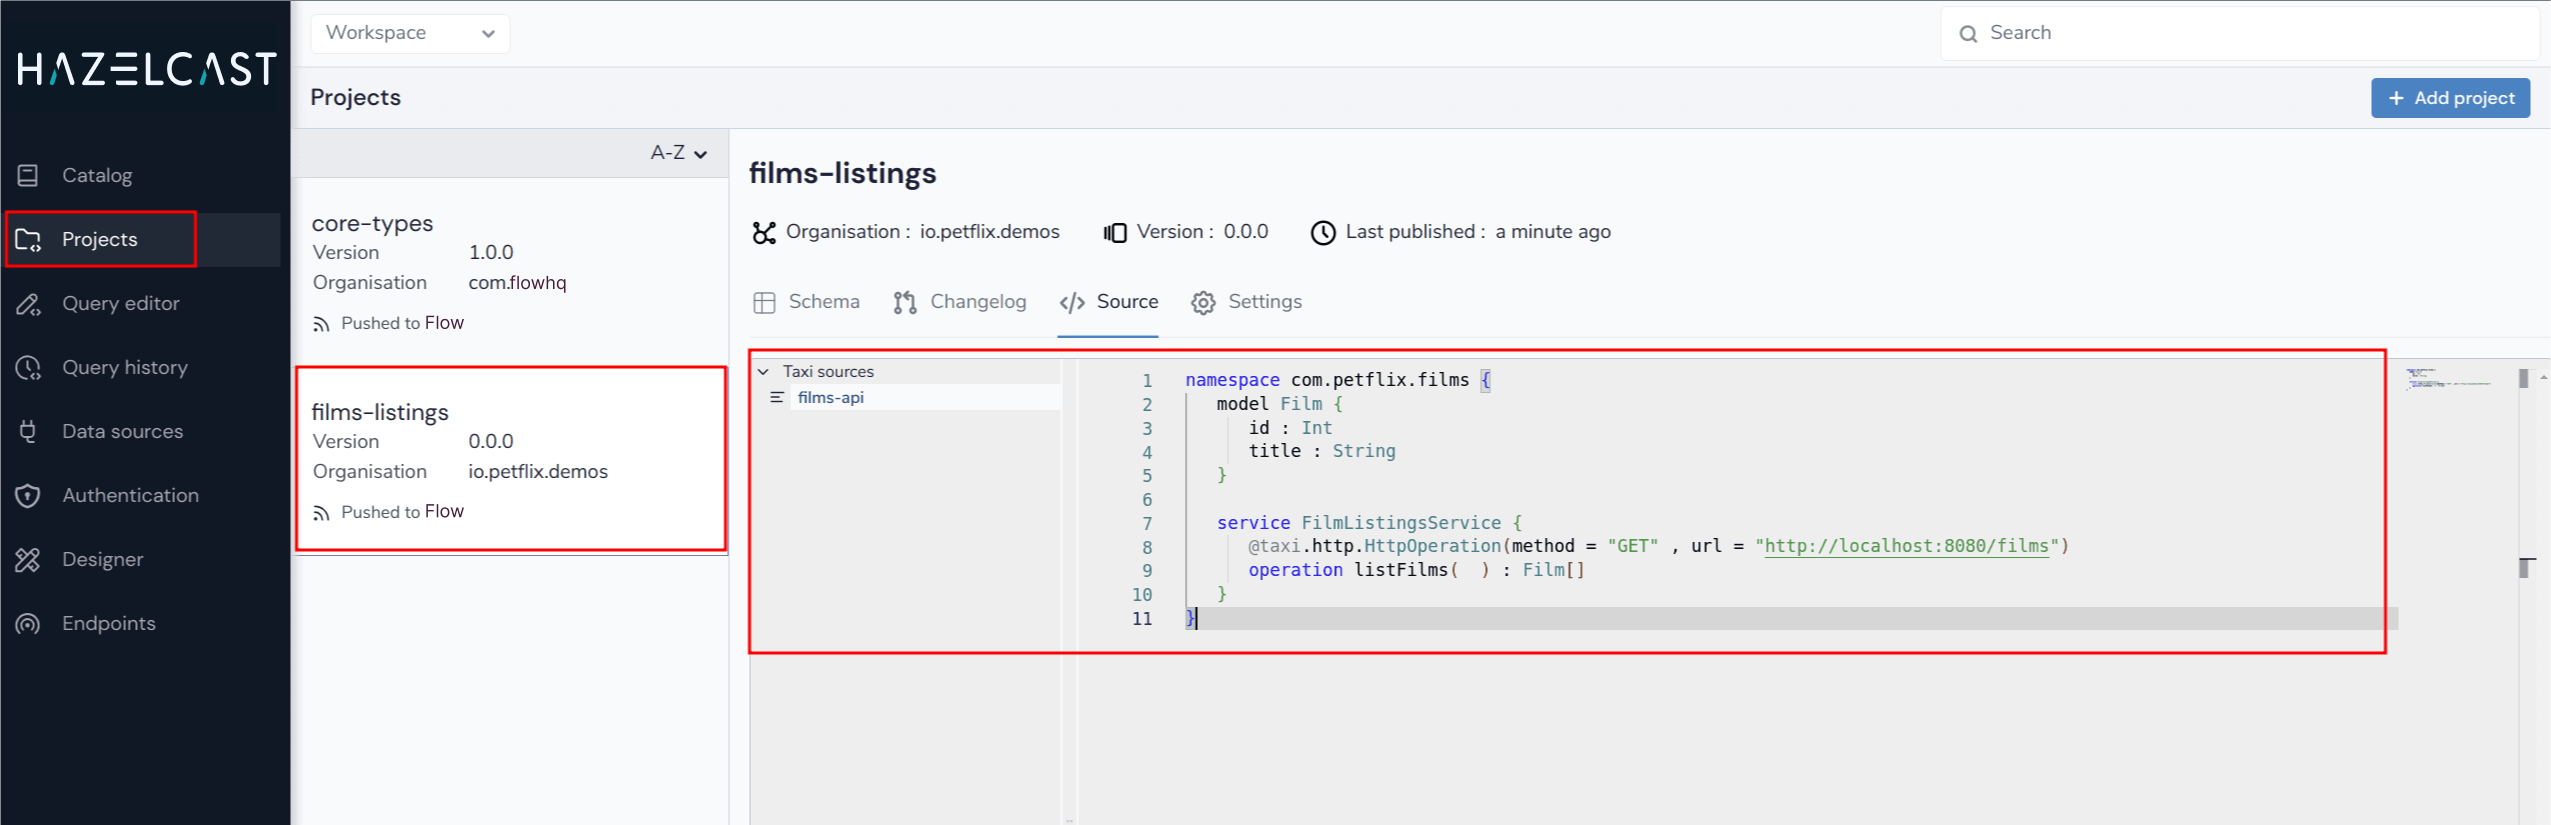 HAZELCAST
Catalog
Projects
Query editor
Query history
Data sources
Authentication
Designer
Endpoints
Workspace
Search
Projects
+ Add project
A-Z
core-types
Version 1.0.0
Organisation com.flowhq
Pushed to Flow
films-listings
Version 0.0.0
Organisation io.petflix.demos
Pushed to Flow
films-listings
Organisation : io.petflix.demos Version : 0.0.0 Last published : a minute ago
Schema Changelog </> Source Settings
Taxi sources
films-api
1 namespace com.petflix.films {
2 model Film {
3 id : Int
4 title : String
5 }
6
7 service FilmListingsService {
8 @taxi.http.HttpOperation(method = "GET" , url = "http://localhost:8080/films")
9 operation listFilms(  ) : Film[]
10 }
11 }